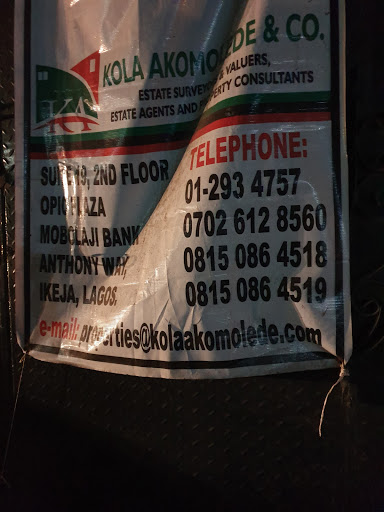 KOLA AKOMOLEDE & CO.
KA
ESTATE SURVEYORS & VALUERS,
ESTATE AGENTS AND PROPERTY CONSULTANTS
2ND FLOOR
OPIC PLAZA
MOBOLAJI BANK
ANTHONY WAY,
IKEJA, LAGOS.
TELEPHONE:
01-293 4757
0702 612 8560
0815 086 4518
0815 086 4519
e-mail: properties@kolaakomolede.com